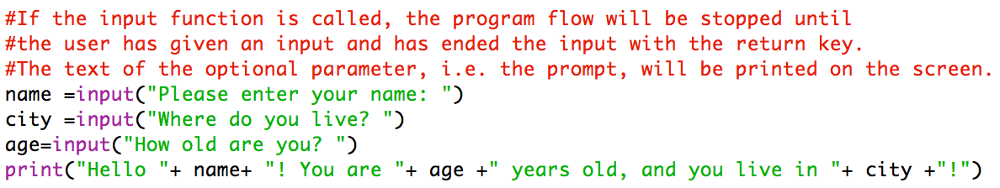 #If the input function is called, the program flow will be stopped until
#the user has given an input and has ended the input with the return key.
#The text of the optional parameter, i.e. the prompt, will be printed on the screen.
name =input("Please enter your name: ")
city =input("Where do you live? ")
age=input("How old are you? ")
print("Hello "+ name+ "! You are "+ age +" years old, and you live in "+ city +"!")